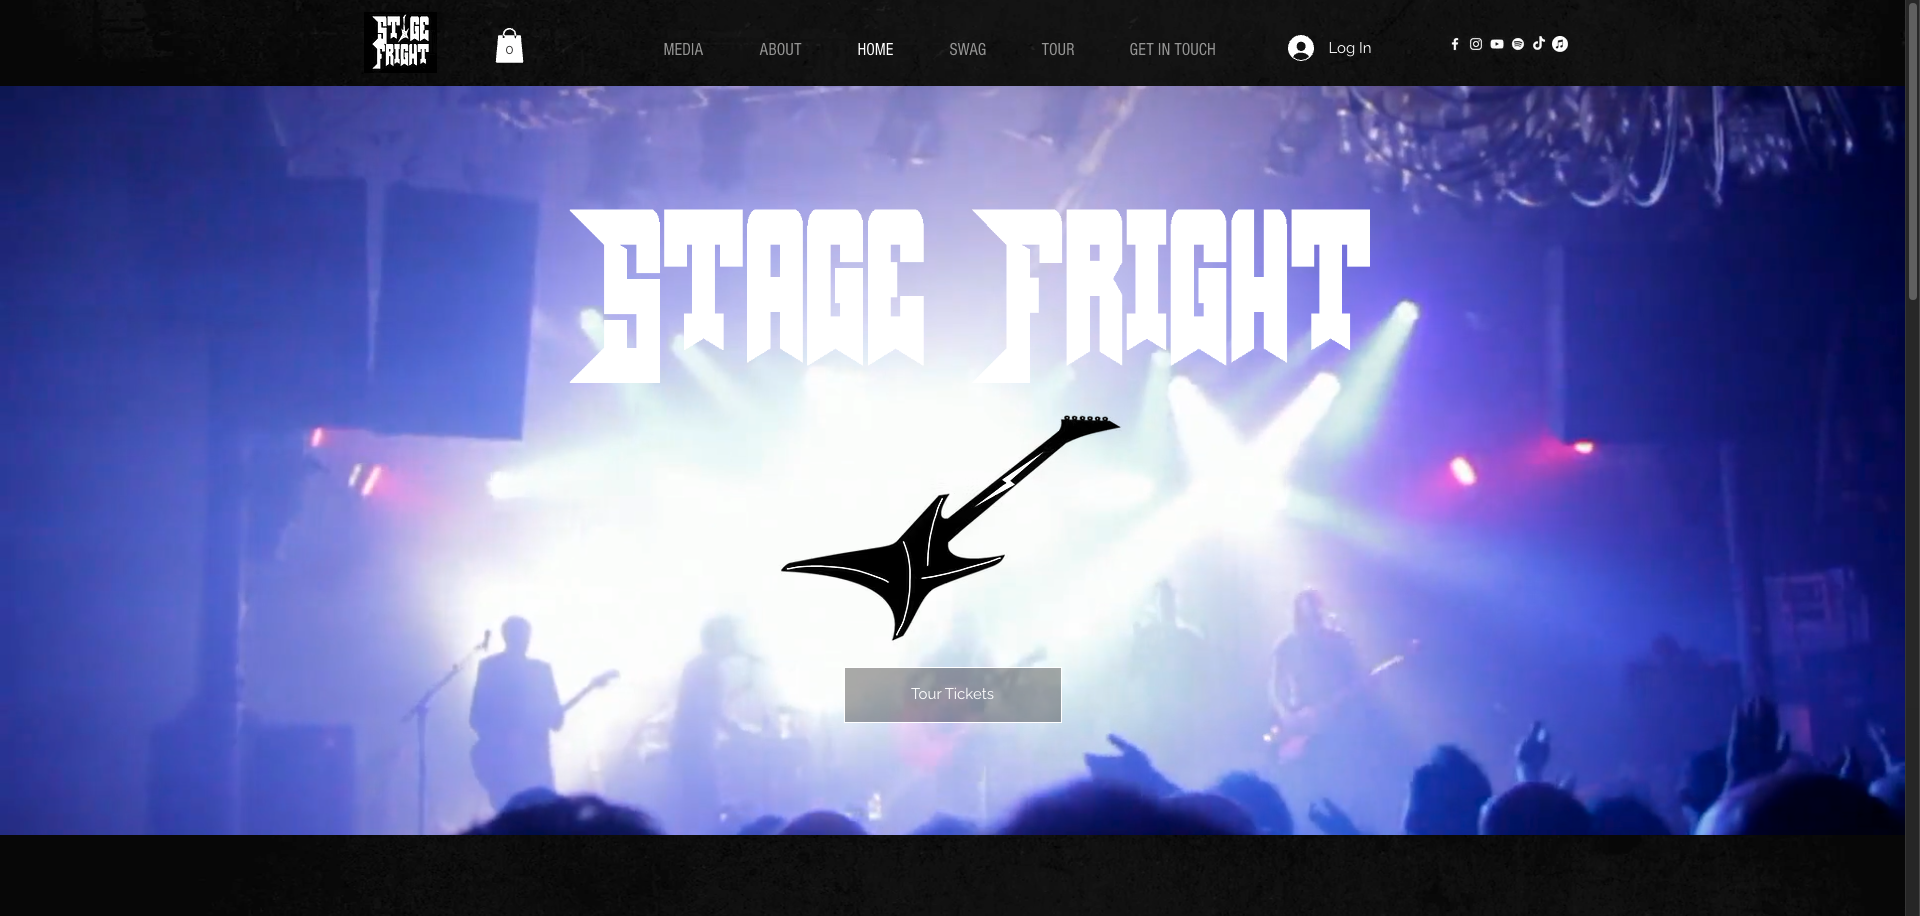 STAGE
FRIGHT
0
MEDIA
ABOUT
HOME
SWAG
TOUR
GET IN TOUCH
Log In
STAGE FRIGHT
Tour Tickets